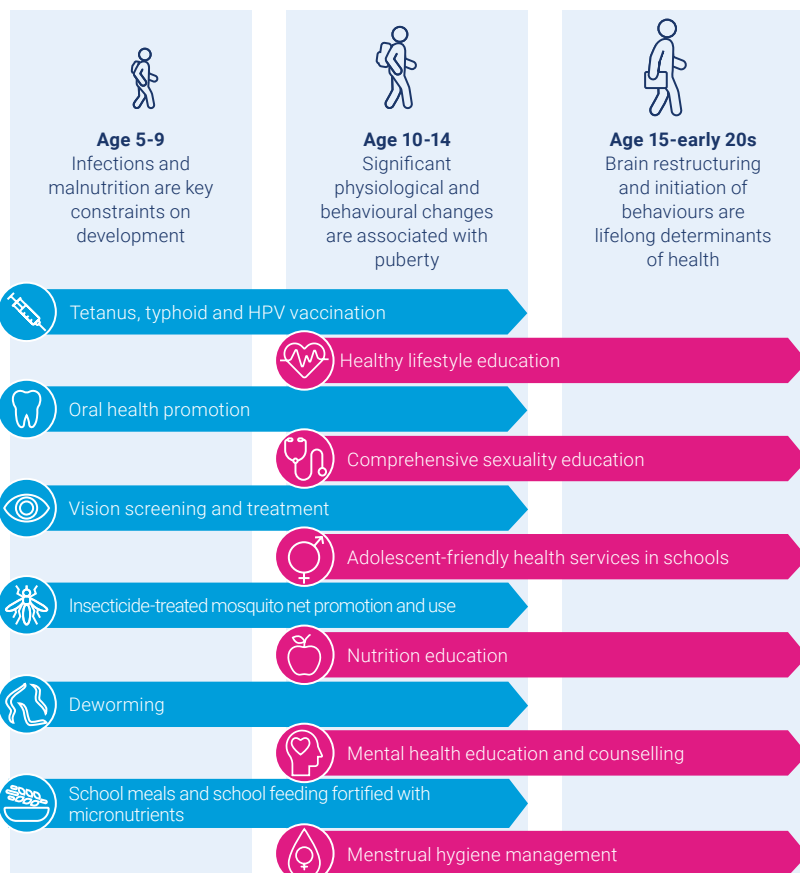 Age 5-9
Infections and
malnutrition are key
constraints on
development
Age 10-14
Significant
physiological and
behavioural changes
are associated with
puberty
Age 15-early 20s
Brain restructuring
and initiation of
behaviours are
lifelong determinants
of health
Tetanus, typhoid and HPV vaccination
Healthy lifestyle education
Oral health promotion
Comprehensive sexuality education
Vision screening and treatment
Adolescent-friendly health services in schools
Insecticide-treated mosquito net promotion and use
Nutrition education
Deworming
Mental health education and counselling
School meals and school feeding fortified with
micronutrients
Menstrual hygiene management